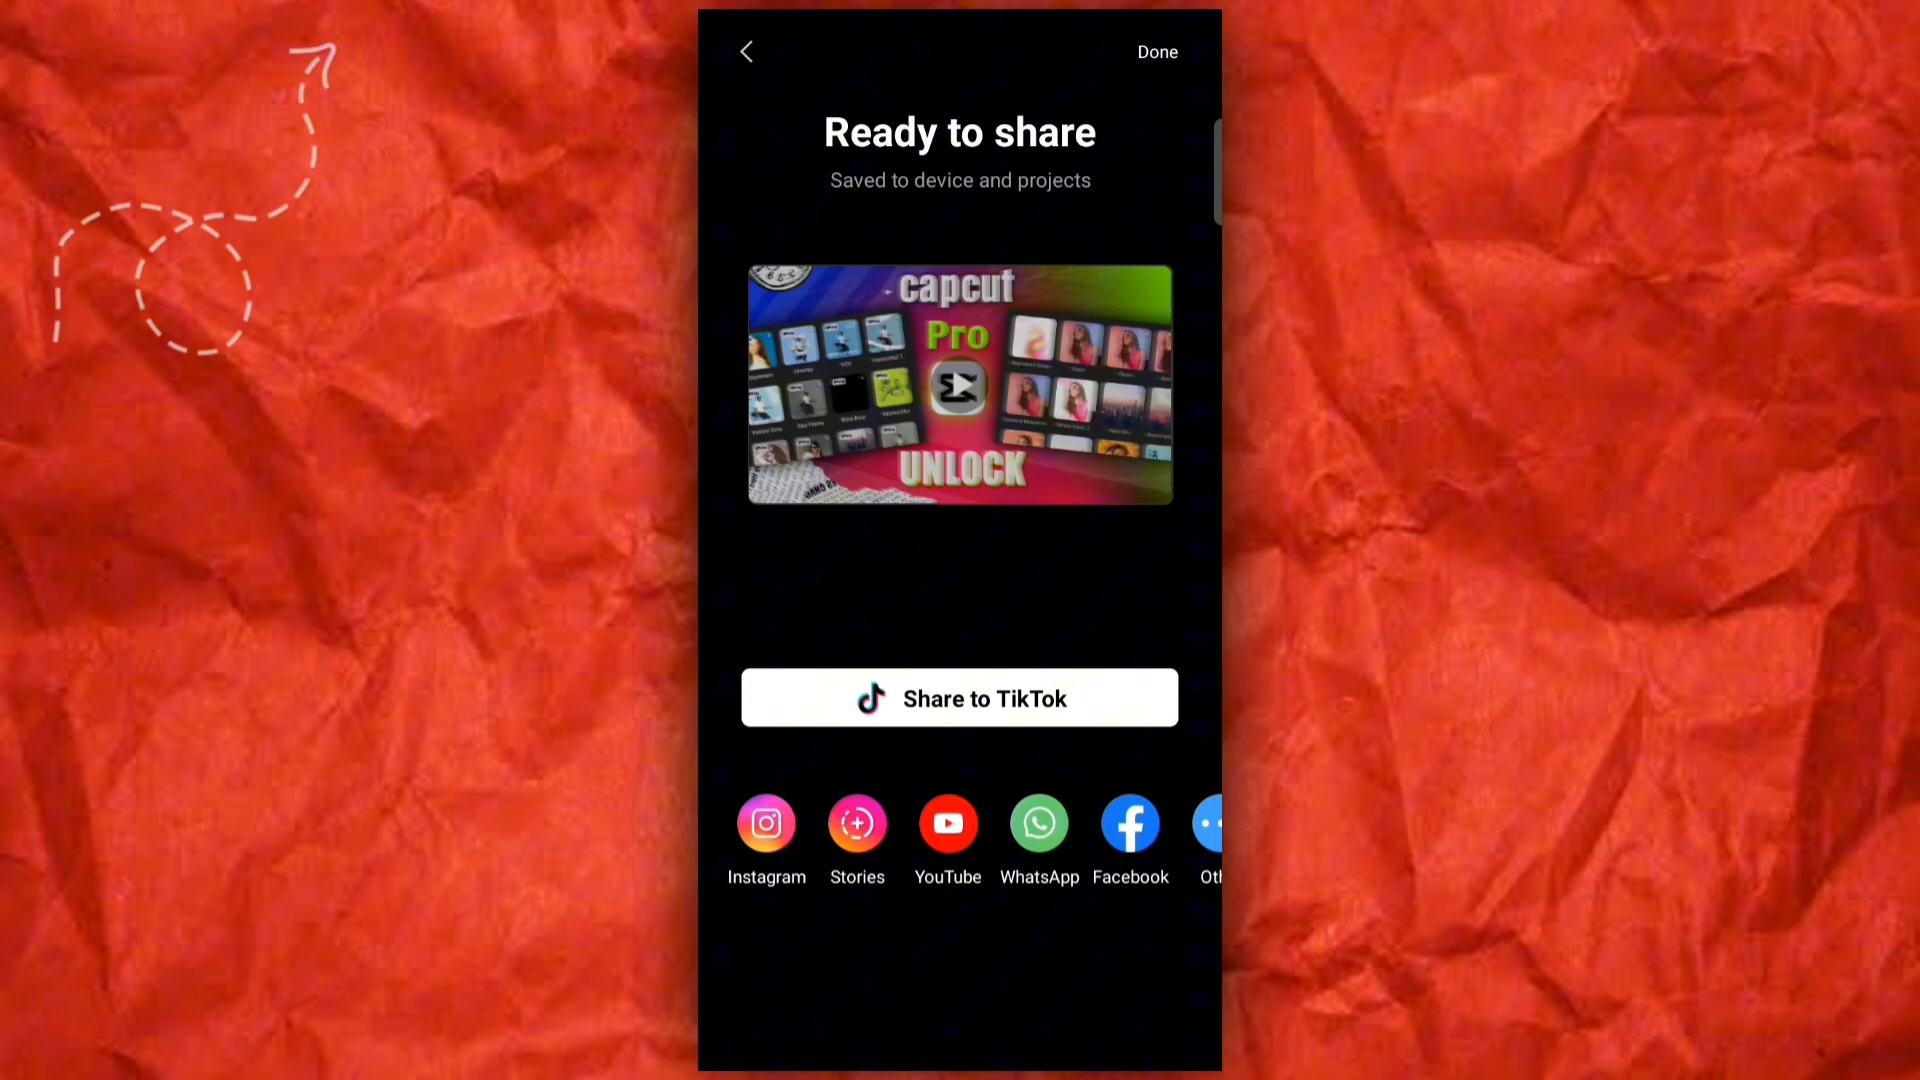 Done
Ready to share
Saved to device and projects
capcut
Pro
UNLOCK
Share to TikTok
Instagram Stories YouTube WhatsApp Facebook Oth